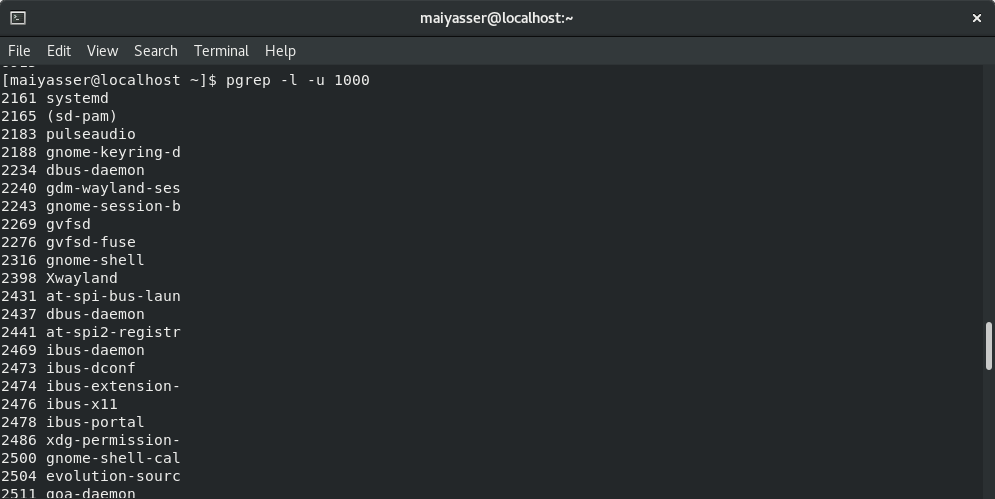 maiyasser@localhost:~
File Edit View Search Terminal Help
[maiyasser@localhost ~]$ pgrep -l -u 1000
2161 systemd
2165 (sd-pam)
2183 pulseaudio
2188 gnome-keyring-d
2234 dbus-daemon
2240 gdm-wayland-ses
2243 gnome-session-b
2269 gvfsd
2276 gvfsd-fuse
2316 gnome-shell
2398 Xwayland
2431 at-spi-bus-laun
2437 dbus-daemon
2441 at-spi2-registr
2469 ibus-daemon
2473 ibus-dconf
2474 ibus-extension-
2476 ibus-x11
2478 ibus-portal
2486 xdg-permission-
2500 gnome-shell-cal
2504 evolution-sourc
2511 goa-daemon